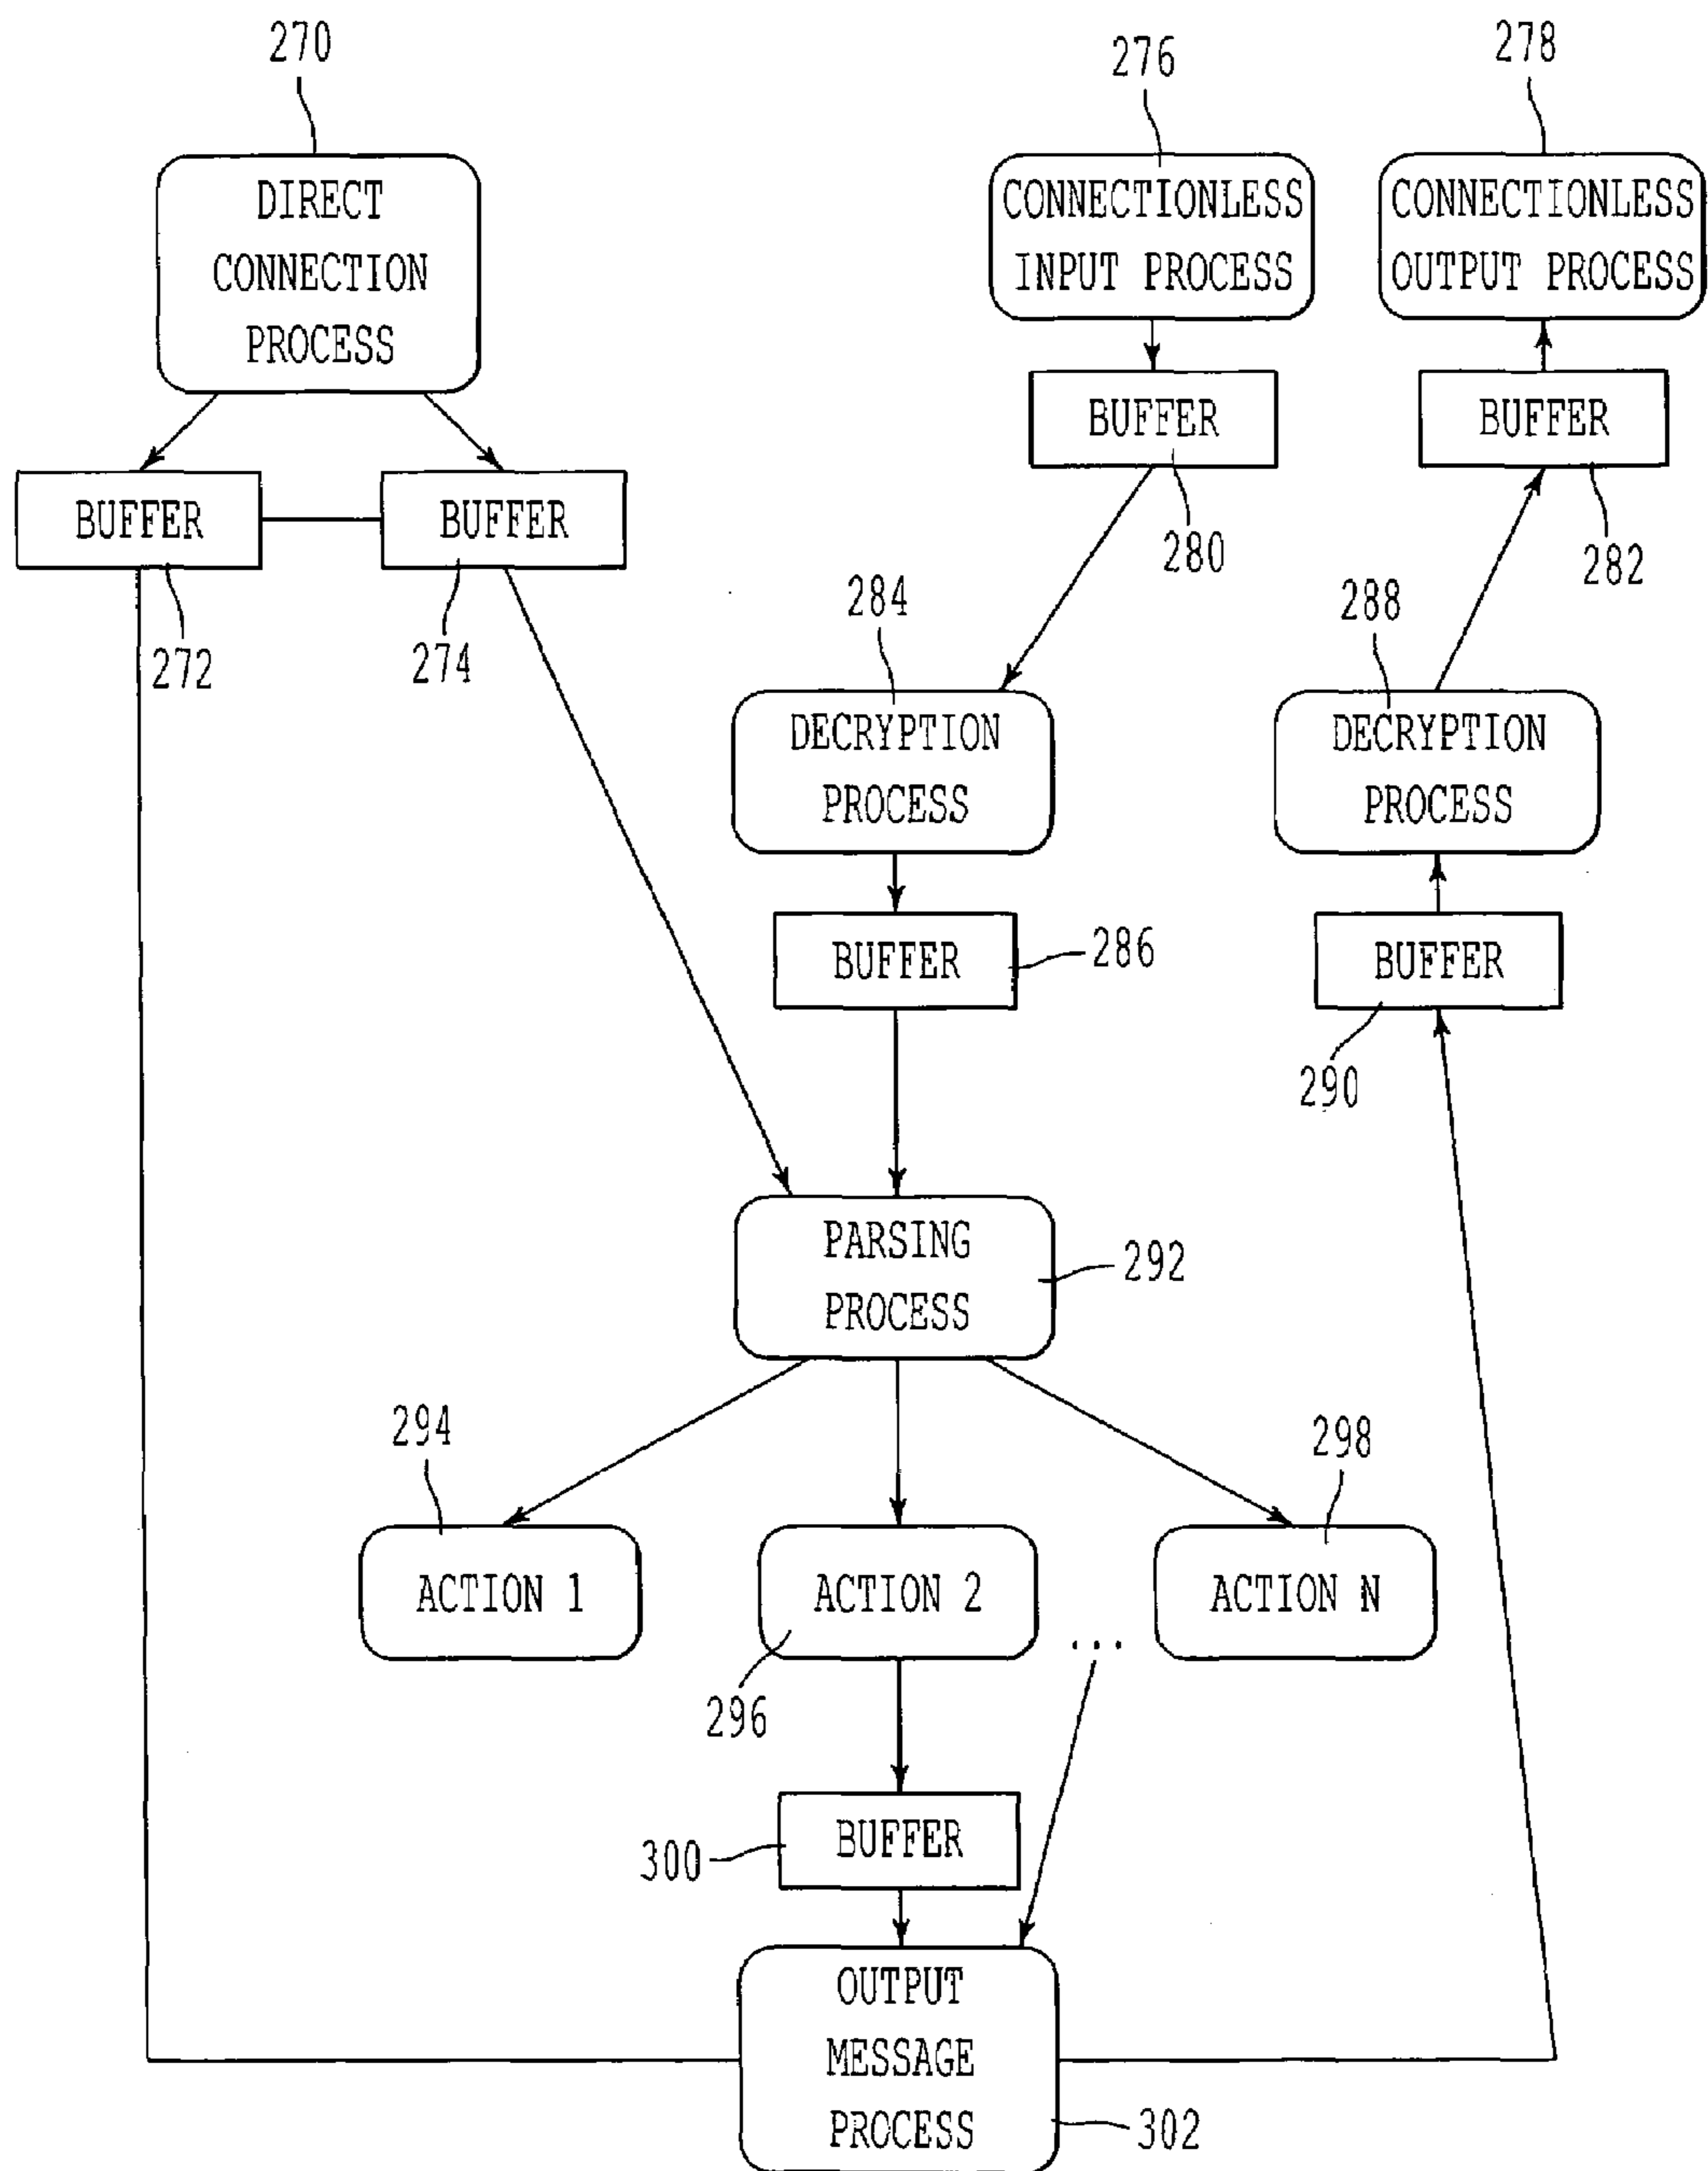 270
276
278
DIRECT
CONNECTION
PROCESS
CONNECTIONLESS
INPUT PROCESS
CONNECTIONLESS
OUTPUT PROCESS
BUFFER
BUFFER
BUFFER
BUFFER
272
274
280
282
284
288
DECRYPTION
PROCESS
DECRYPTION
PROCESS
BUFFER
286
BUFFER
290
PARSING
PROCESS
292
294
298
ACTION 1
ACTION 2
...
ACTION N
296
300
BUFFER
OUTPUT
MESSAGE
PROCESS
302